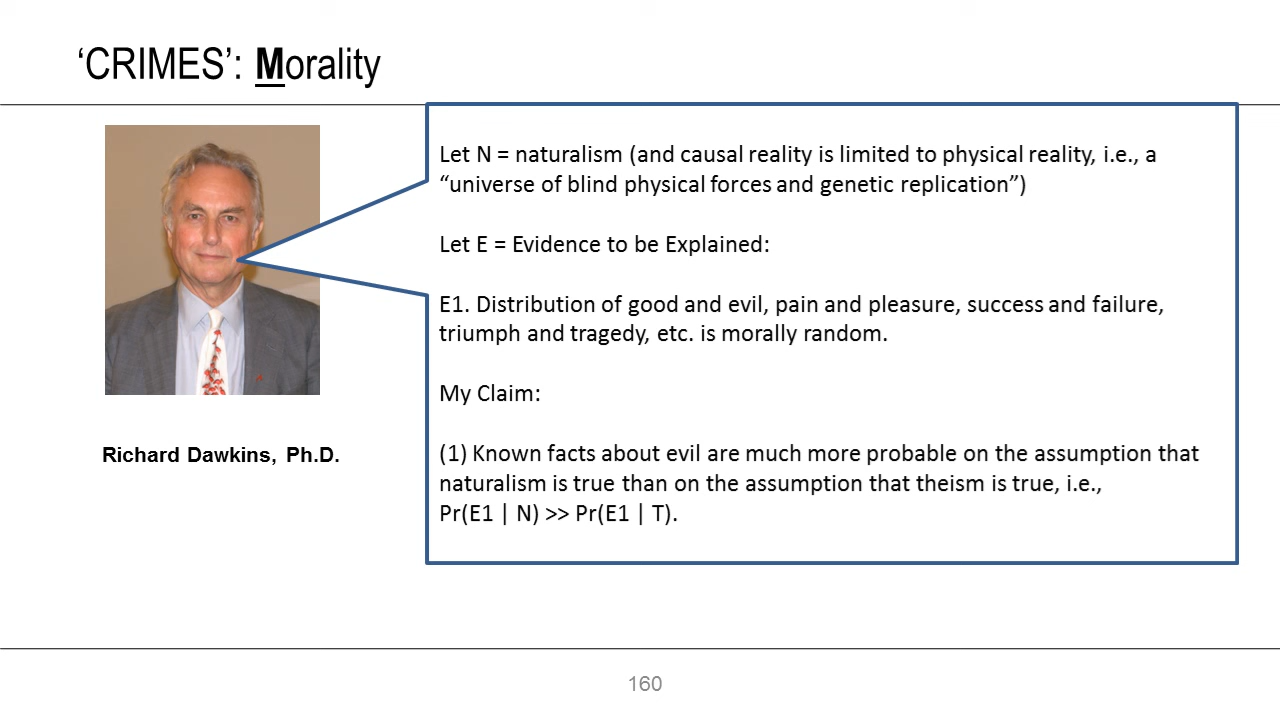 ‘CRIMES’: Morality
Let N = naturalism (and causal reality is limited to physical reality, i.e., a
“universe of blind physical forces and genetic replication”)
Let E = Evidence to be Explained:
E1. Distribution of good and evil, pain and pleasure, success and failure,
triumph and tragedy, etc. is morally random.
My Claim:
(1) Known facts about evil are much more probable on the assumption that
naturalism is true than on the assumption that theism is true, i.e.,
Pr(E1 | N) >> Pr(E1 | T).
Richard Dawkins, Ph.D.
160